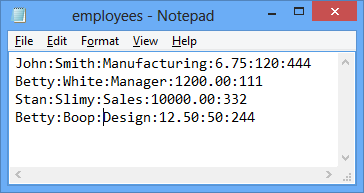 employees - Notepad
File Edit Format View Help
John:Smith:Manufacturing:6.75:120:444
Betty:White:Manager:1200.00:111
Stan:Slimy:Sales:10000.00:332
Betty:Boop:Design:12.50:50:244